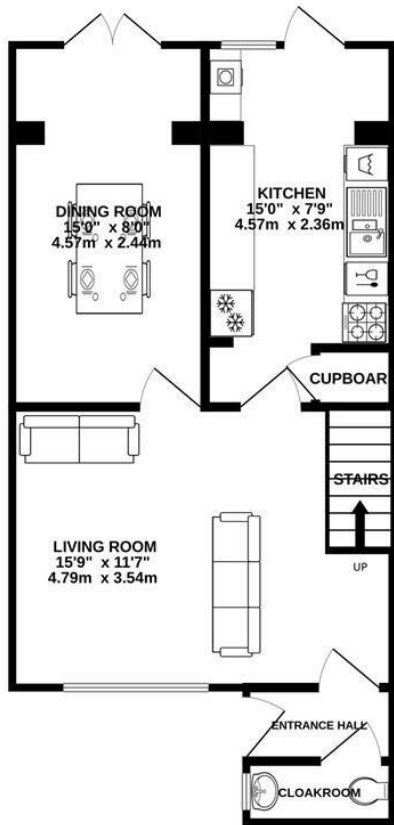 DINING ROOM
15'0" x 8'0"
4.57m x 2.44m
KITCHEN
15'0" x 7'9"
4.57m x 2.36m
CUPBOAR
STAIRS
UP
LIVING ROOM
15'9" x 11'7"
4.79m x 3.54m
ENTRANCE HALL
CLOAKROOM